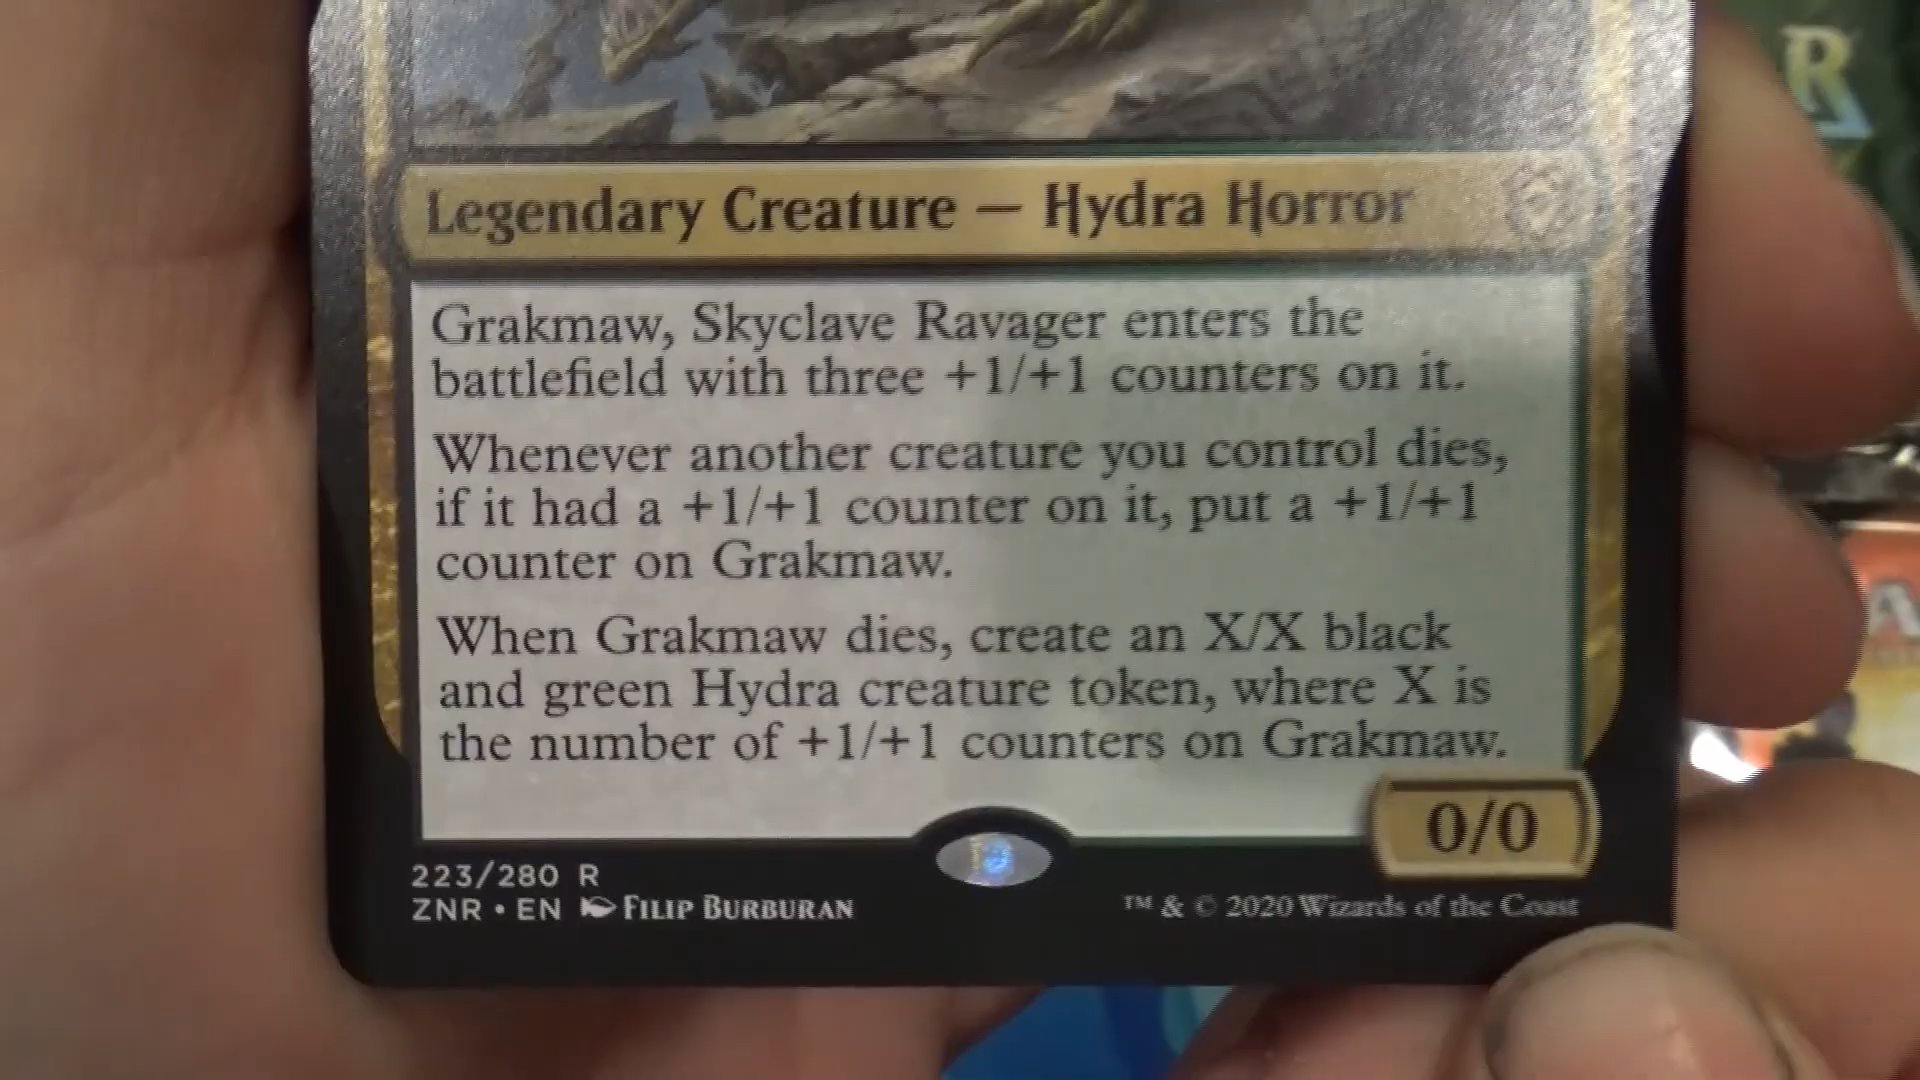 R
Legendary Creature — Hydra Horror
Grakmaw, Skyclave Ravager enters the
battlefield with three +1/+1 counters on it.
Whenever another creature you control dies,
if it had a +1/+1 counter on it, put a +1/+1
counter on Grakmaw.
When Grakmaw dies, create an X/X black
and green Hydra creature token, where X is
the number of +1/+1 counters on Grakmaw.
0/0
223/280 R
ZNR • EN FILIP BURBURAN
™ & © 2020 Wizards of the Coast
A